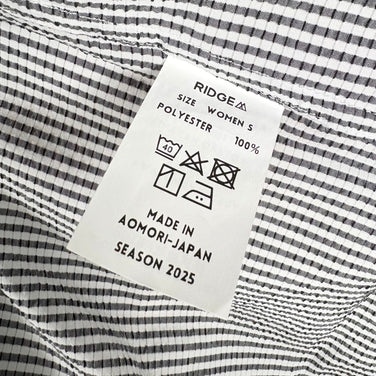 RIDGE
SIZE WOMEN S
POLYESTER 100%
40
MADE IN
AOMORI-JAPAN
SEASON 2025